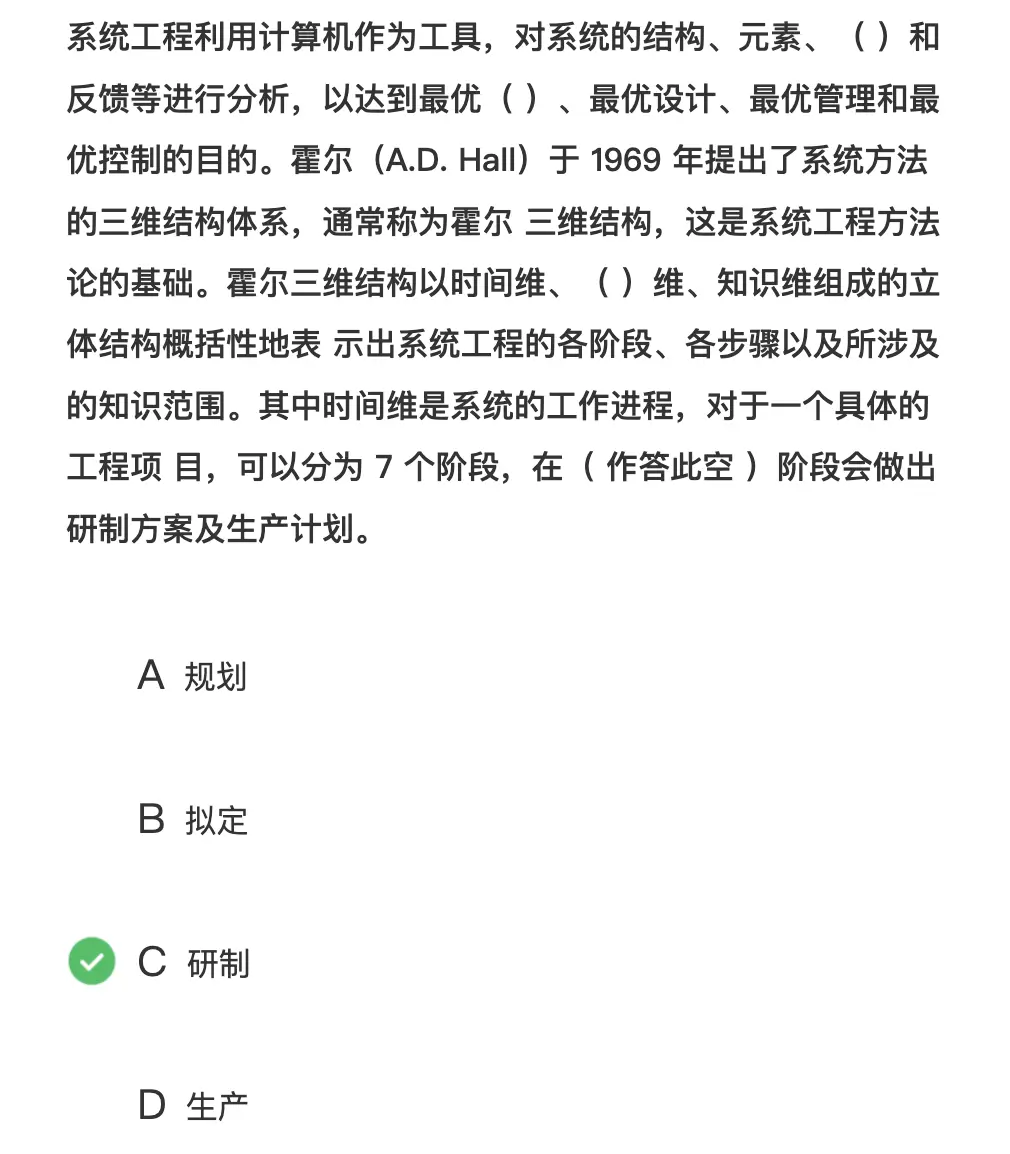 系统工程利用计算机作为工具，对系统的结构、元素、（ ）和
反馈等进行分析，以达到最优（ ）、最优设计、最优管理和最
优控制的目的。霍尔（A.D. Hall）于 1969 年提出了系统方法
的三维结构体系，通常称为霍尔 三维结构，这是系统工程方法
论的基础。霍尔三维结构以时间维、（ ）维、知识维组成的立
体结构概括性地表 示出系统工程的各阶段、各步骤以及所涉及
的知识范围。其中时间维是系统的工作进程，对于一个具体的
工程项 目，可以分为 7 个阶段，在（ 作答此空 ）阶段会做出
研制方案及生产计划。
A 规划
B 拟定
C 研制
D 生产